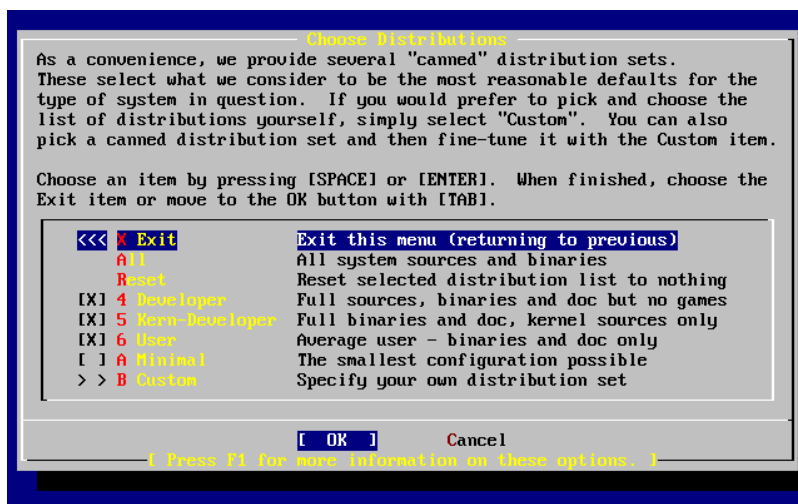 Choose Distributions
As a convenience, we provide several "canned" distribution sets.
These select what we consider to be the most reasonable defaults for the
type of system in question.  If you would prefer to pick and choose the
list of distributions yourself, simply select "Custom".  You can also
pick a canned distribution set and then fine-tune it with the Custom item.
Choose an item by pressing [SPACE] or [ENTER].  When finished, choose the
Exit item or move to the OK button with [TAB].
<<< X Exit Exit this menu (returning to previous)
All All system sources and binaries
Reset Reset selected distribution list to nothing
[X] 4 Developer Full sources, binaries and doc but no games
[X] 5 Kern-Developer Full binaries and doc, kernel sources only
[X] 6 User Average user - binaries and doc only
[ ] A Minimal The smallest configuration possible
> > B Custom Specify your own distribution set
[ OK ] Cancel
[ Press F1 for more information on these options. ]